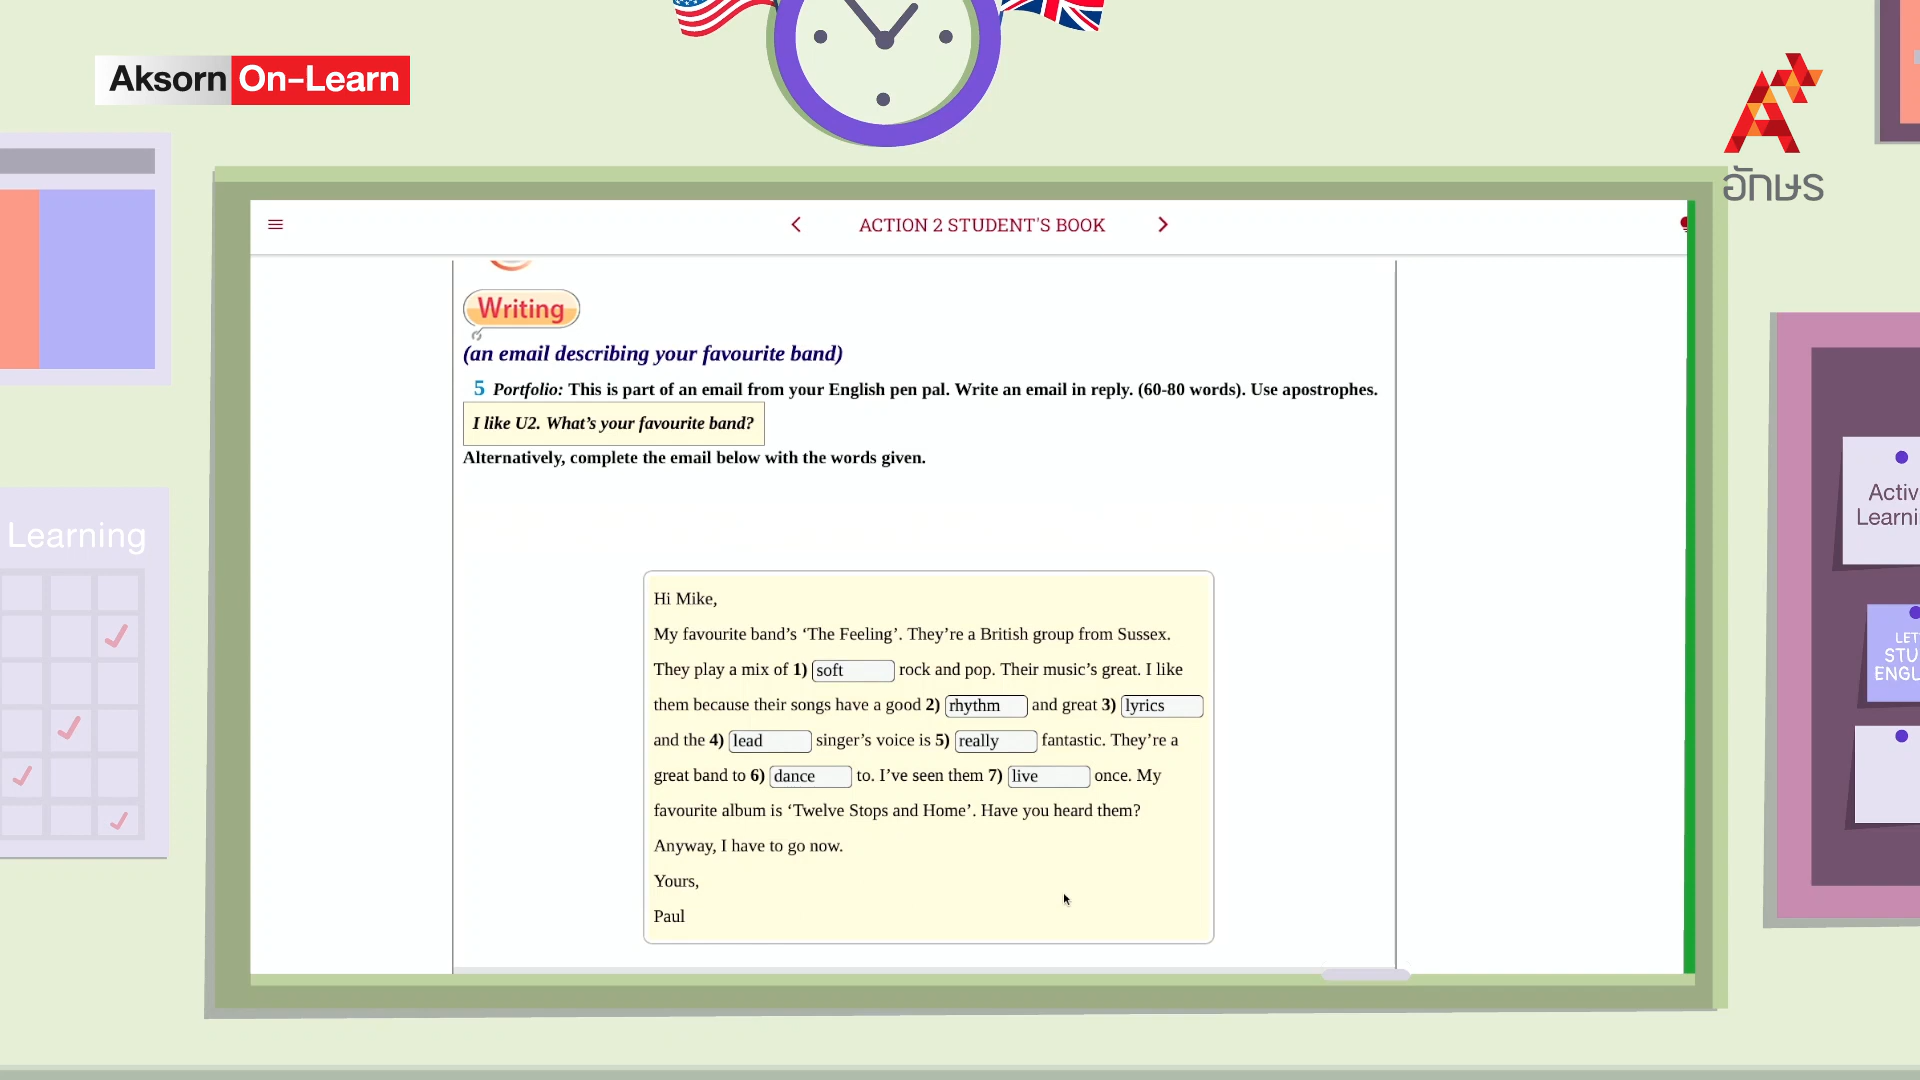 Aksorn On-Learn
อักษร
ACTION 2 STUDENT'S BOOK
Writing
(an email describing your favourite band)
5 Portfolio: This is part of an email from your English pen pal. Write an email in reply. (60-80 words). Use apostrophes.
I like U2. What's your favourite band?
Alternatively, complete the email below with the words given.
Hi Mike,
My favourite band's ‘The Feeling’. They're a British group from Sussex.
They play a mix of 1) soft rock and pop. Their music's great. I like
them because their songs have a good 2) rhythm and great 3) lyrics
and the 4) lead singer's voice is 5) really fantastic. They're a
great band to 6) dance to. I've seen them 7) live once. My
favourite album is ‘Twelve Stops and Home’. Have you heard them?
Anyway, I have to go now.
Yours,
Paul
Learning